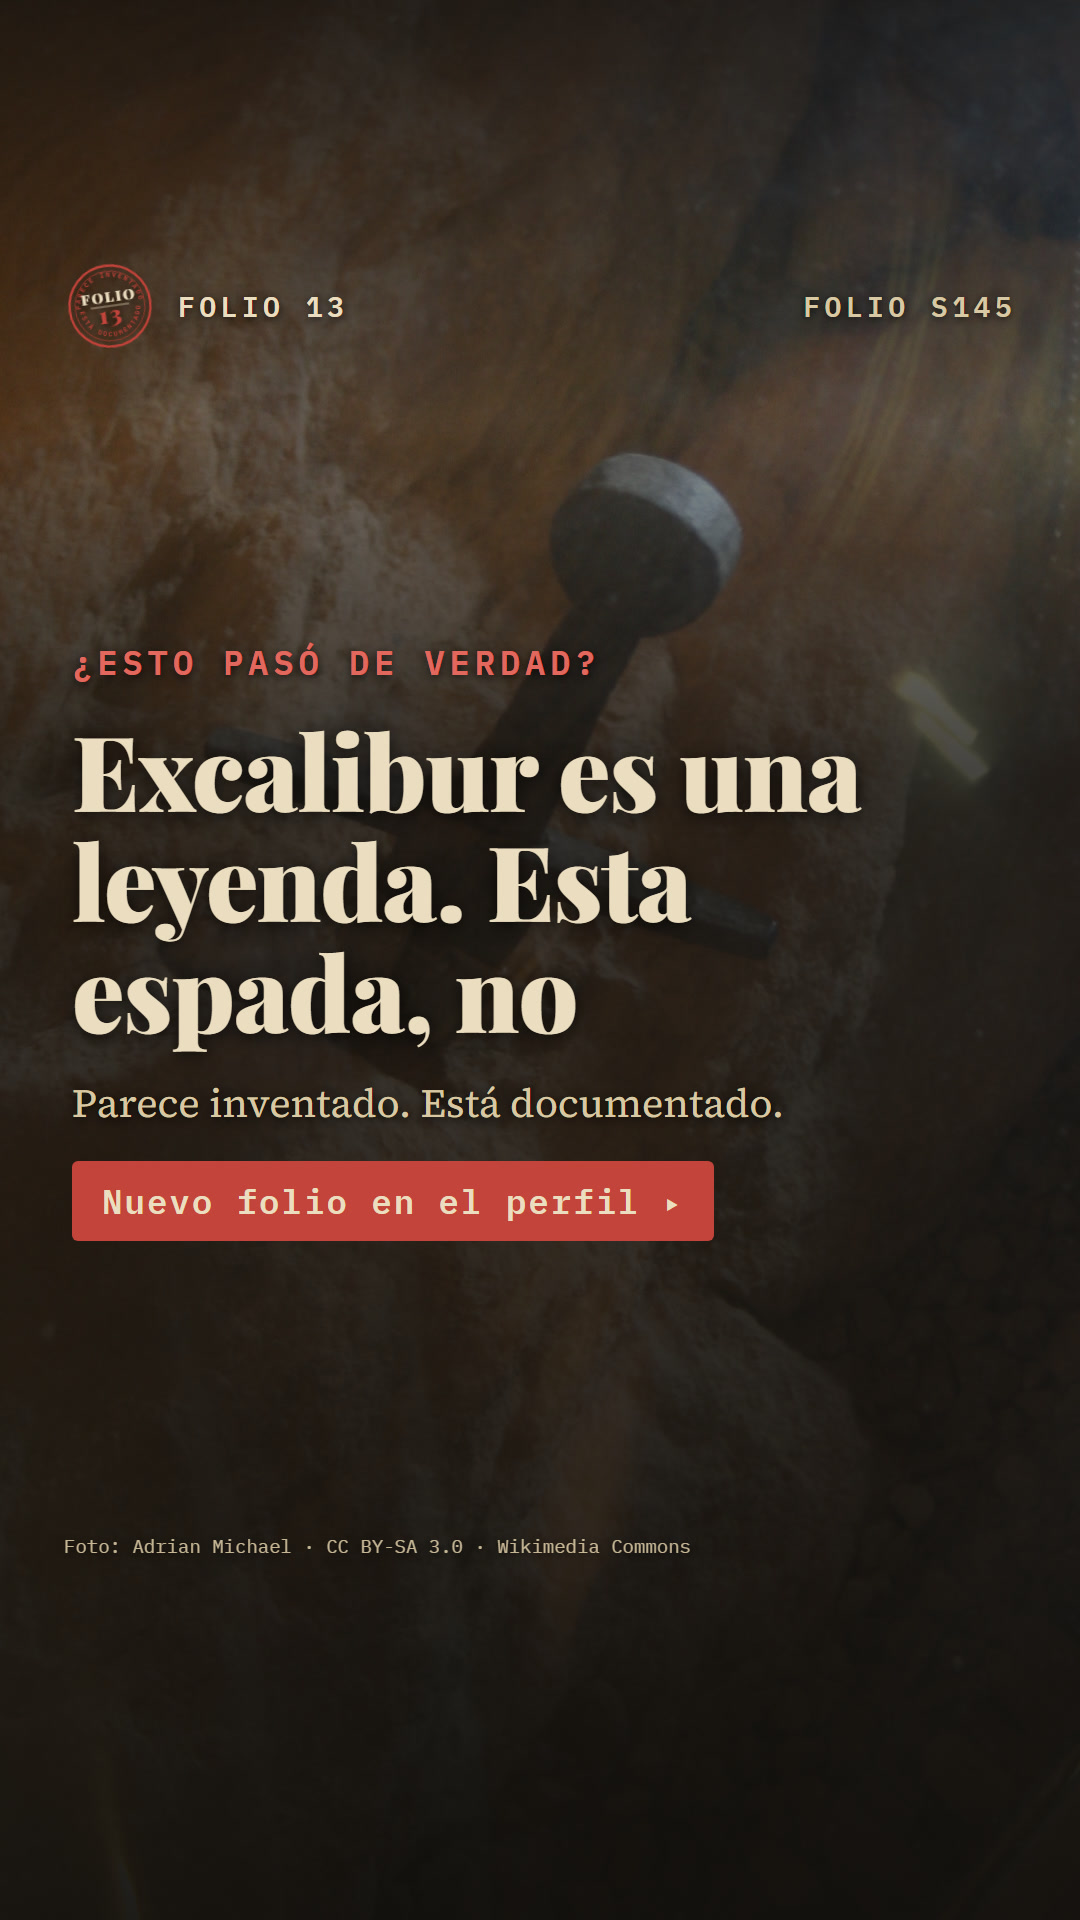 FOLIO 13
FOLIO 13
FOLIO S145
¿ESTO PASÓ DE VERDAD?
Excalibur es una
leyenda. Esta
espada, no
Parece inventado. Está documentado.
Nuevo folio en el perfil ▸
Foto: Adrian Michael · CC BY-SA 3.0 · Wikimedia Commons